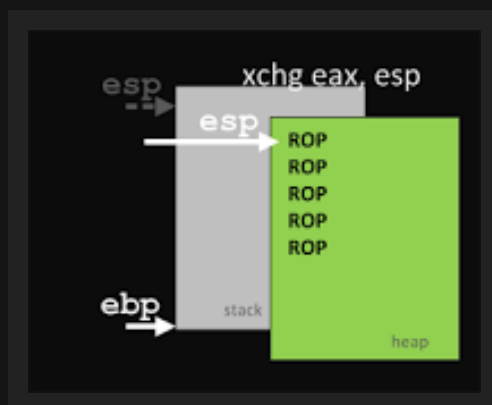 xchg eax, esp
esp
esp
ROP
ROP
ROP
ROP
ROP
ebp
stack
heap